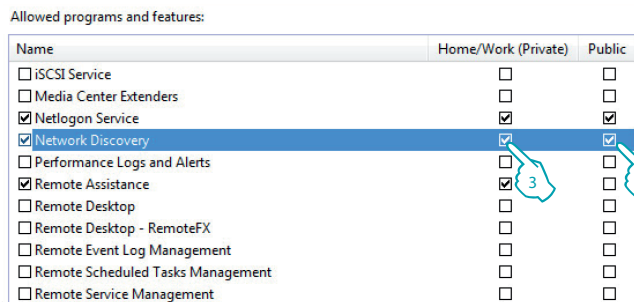 Allowed programs and features:
Name Home/Work (Private) Public
iSCSI Service
Media Center Extenders
Netlogon Service
Network Discovery
Performance Logs and Alerts
Remote Assistance 3
Remote Desktop
Remote Desktop - RemoteFX
Remote Event Log Management
Remote Scheduled Tasks Management
Remote Service Management